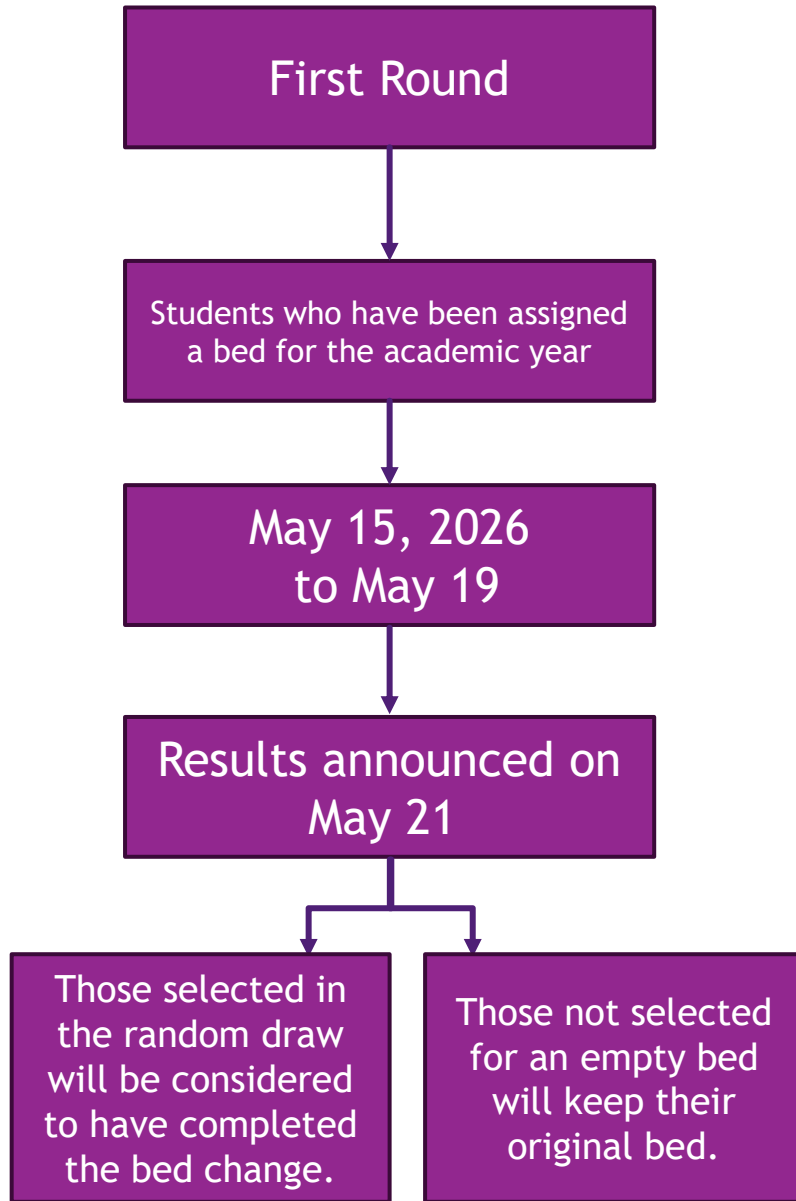 First Round
Students who have been assigned
a bed for the academic year
May 15, 2026
to May 19
Results announced on
May 21
Those selected in
the random draw
will be considered
to have completed
the bed change.
Those not selected
for an empty bed
will keep their
original bed.